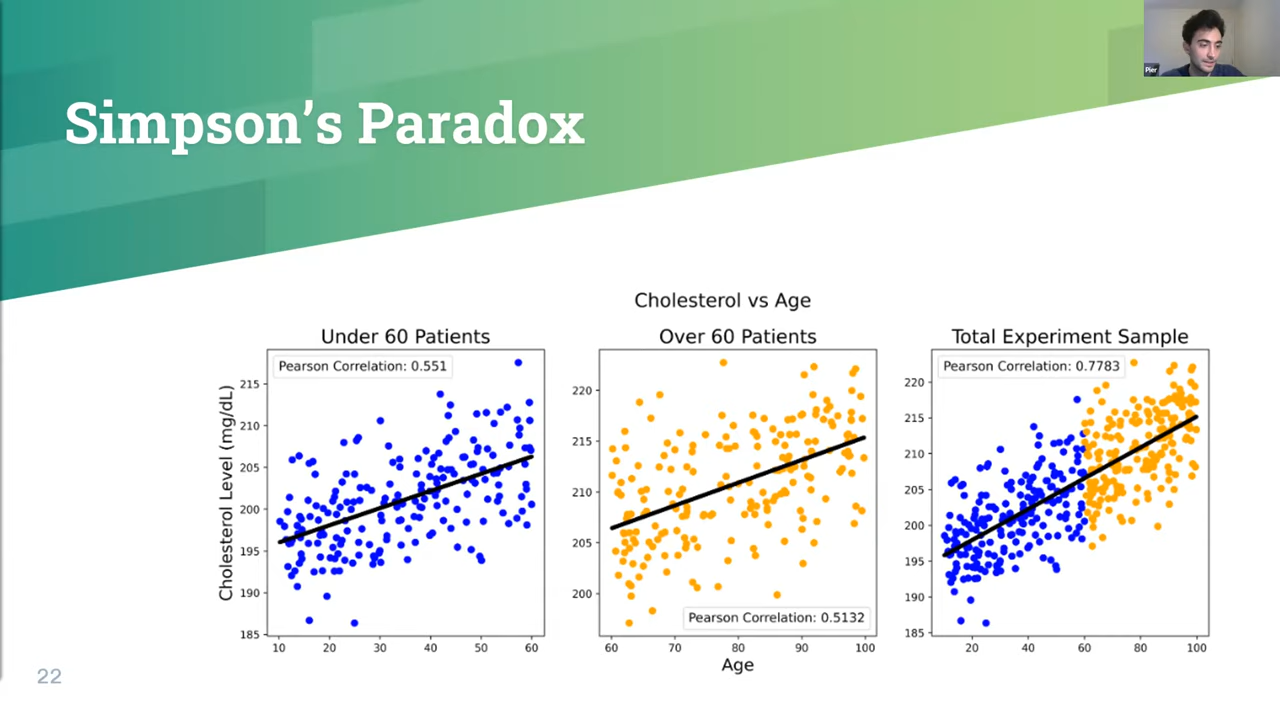 Pier
Simpson’s Paradox
Cholesterol vs Age
Under 60 Patients
Over 60 Patients
Total Experiment Sample
Pearson Correlation: 0.551
Pearson Correlation: 0.5132
Pearson Correlation: 0.7783
Cholesterol Level (mg/dL)
215
210
205
200
195
190
185
10 20 30 40 50 60
220
215
210
205
200
60 70 80 90 100
220
215
210
205
200
195
190
185
20 40 60 80 100
Age
22